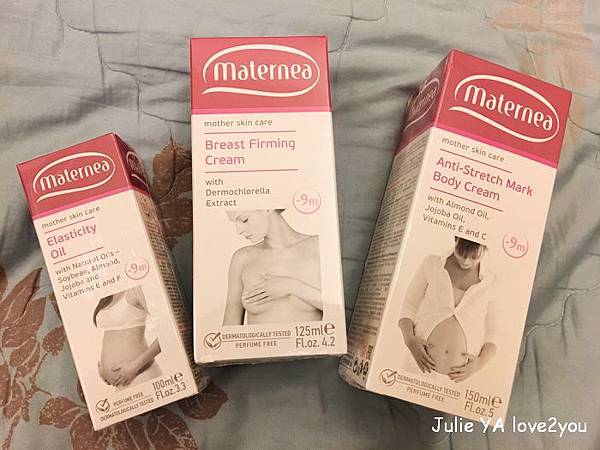 maternea
mother skin care
Elasticity
Oil
with Natural Oils –
Soybean, Almond,
Jojoba and
Vitamins E and F
-9m
PERFUME FREE
DERMATOLOGICALLY TESTED
100ml e
Fl.oz.3.3
maternea
mother skin care
Breast Firming
Cream
with
Dermochlorella
Extract
-9m
DERMATOLOGICALLY TESTED
PERFUME FREE
125ml e
Fl.oz. 4.2
maternea
mother skin care
Anti-Stretch Mark
Body Cream
with Almond Oil,
Jojoba Oil,
Vitamins E and C
-9m
DERMATOLOGICALLY TESTED
PERFUME FREE
150ml e
Fl.oz.5
Julie YA love2you